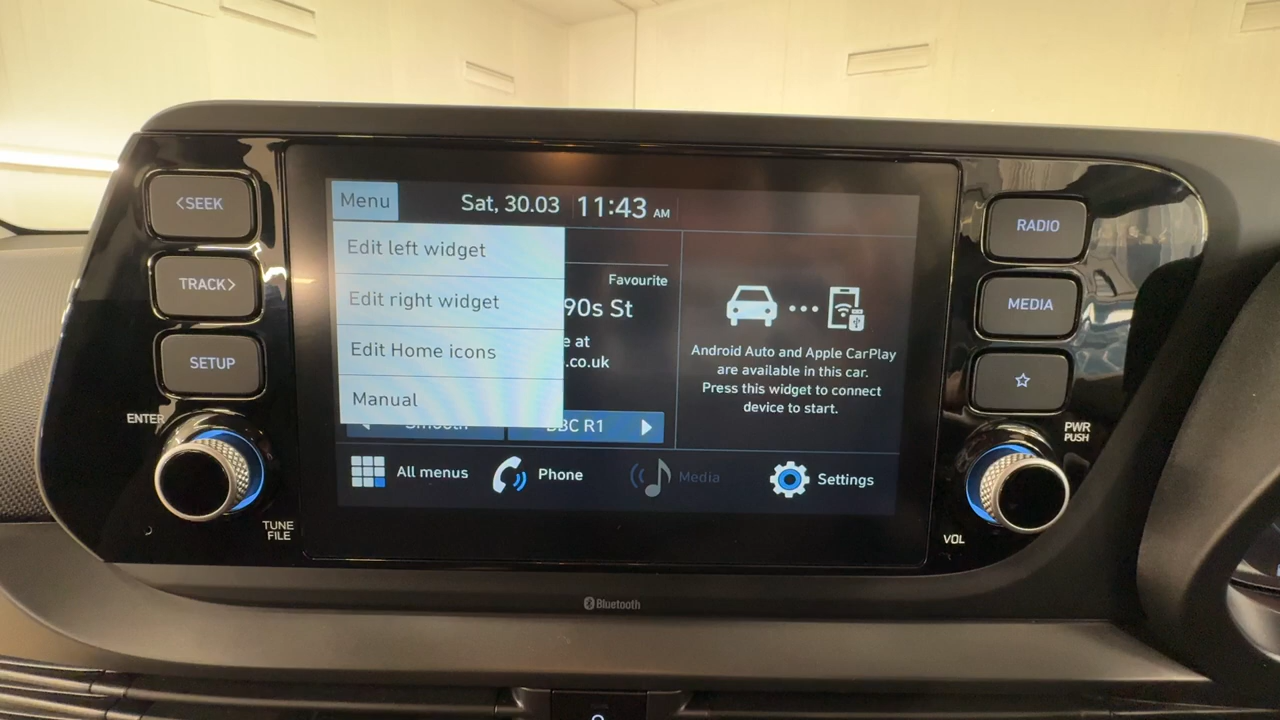 <SEEK
TRACK>
SETUP
ENTER
TUNE
FILE
Menu
Sat, 30.03
11:43 AM
Edit left widget
Edit right widget
Edit Home icons
Manual
Favourite
90s St
e at
.co.uk
Smooth
BBC R1
Android Auto and Apple CarPlay
are available in this car.
Press this widget to connect
device to start.
All menus
Phone
Media
Settings
RADIO
MEDIA
PWR
PUSH
VOL
Bluetooth